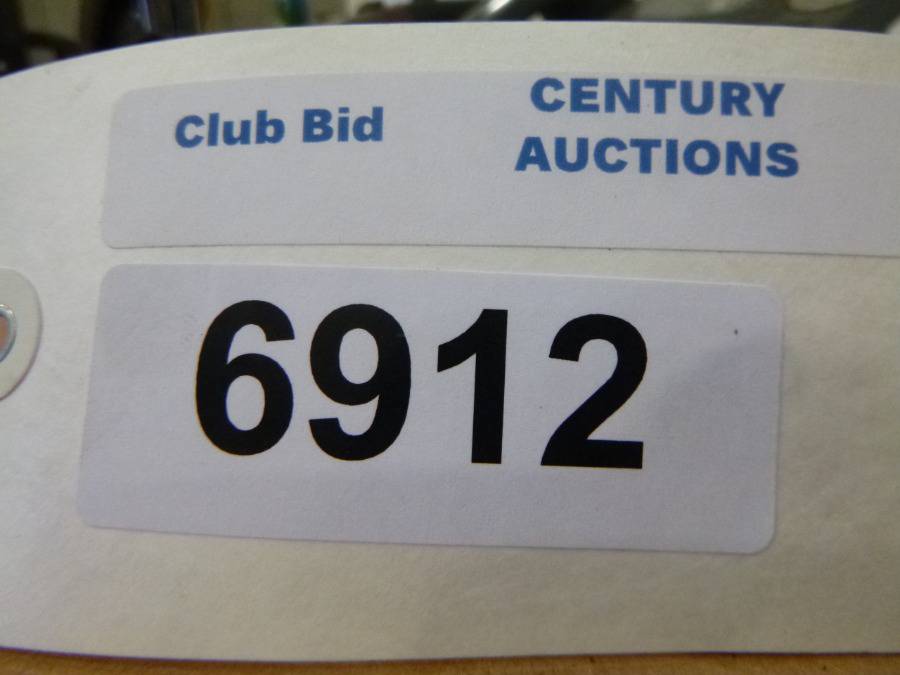 Club Bid
CENTURY
AUCTIONS
6912